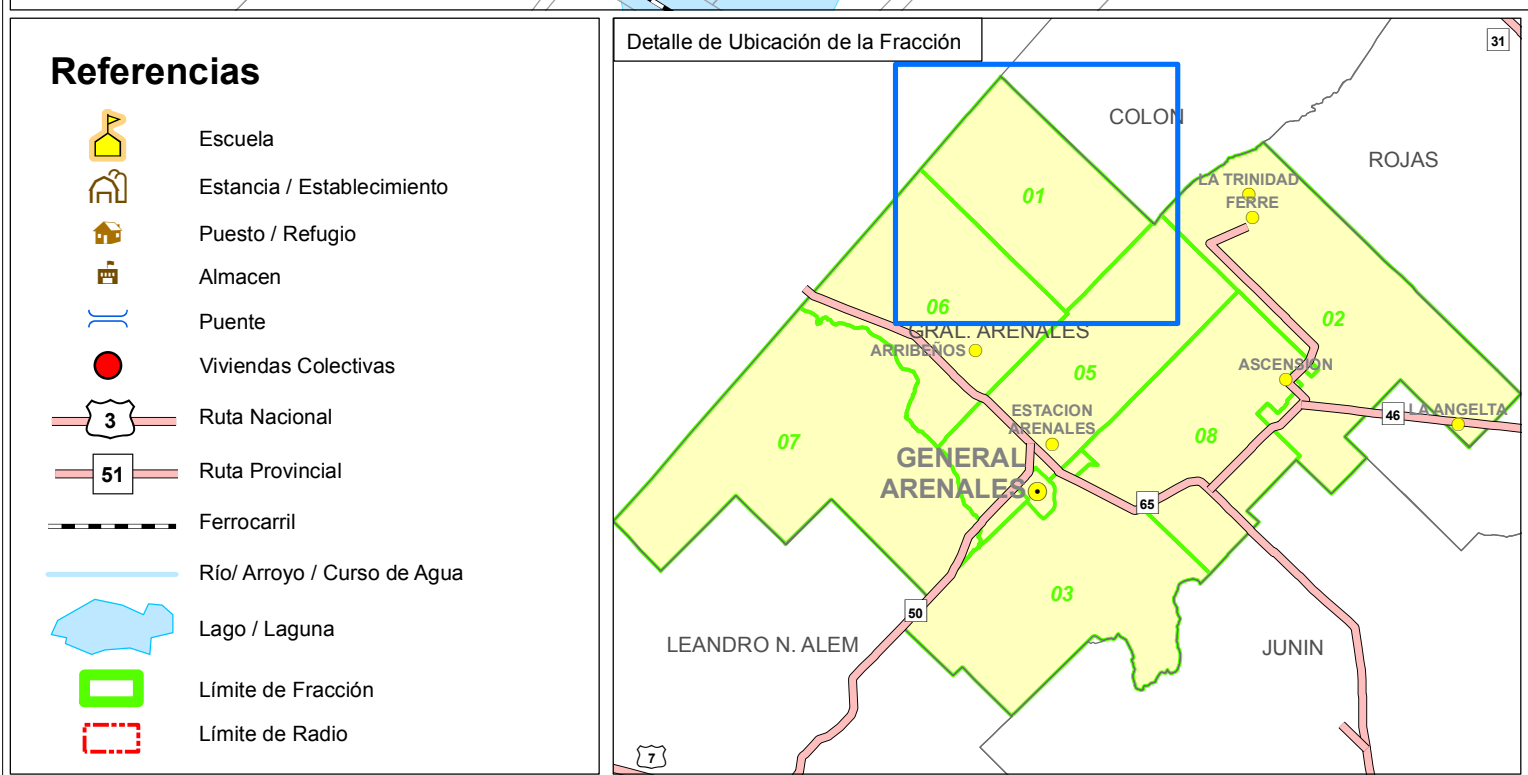 Referencias
Escuela
Estancia / Establecimiento
Puesto / Refugio
Almacen
Puente
Viviendas Colectivas
3
Ruta Nacional
51
Ruta Provincial
Ferrocarril
Río/ Arroyo / Curso de Agua
Lago / Laguna
Límite de Fracción
Límite de Radio
Detalle de Ubicación de la Fracción
31
COLON
ROJAS
LA TRINIDAD
FERRE
01
06
02
GRAL. ARENALES
ARRIBEÑOS
05
ASCENSION
ESTACION
ARENALES
46
LA ANGELTA
07
08
GENERAL
ARENALES
65
03
50
LEANDRO N. ALEM
JUNIN
7